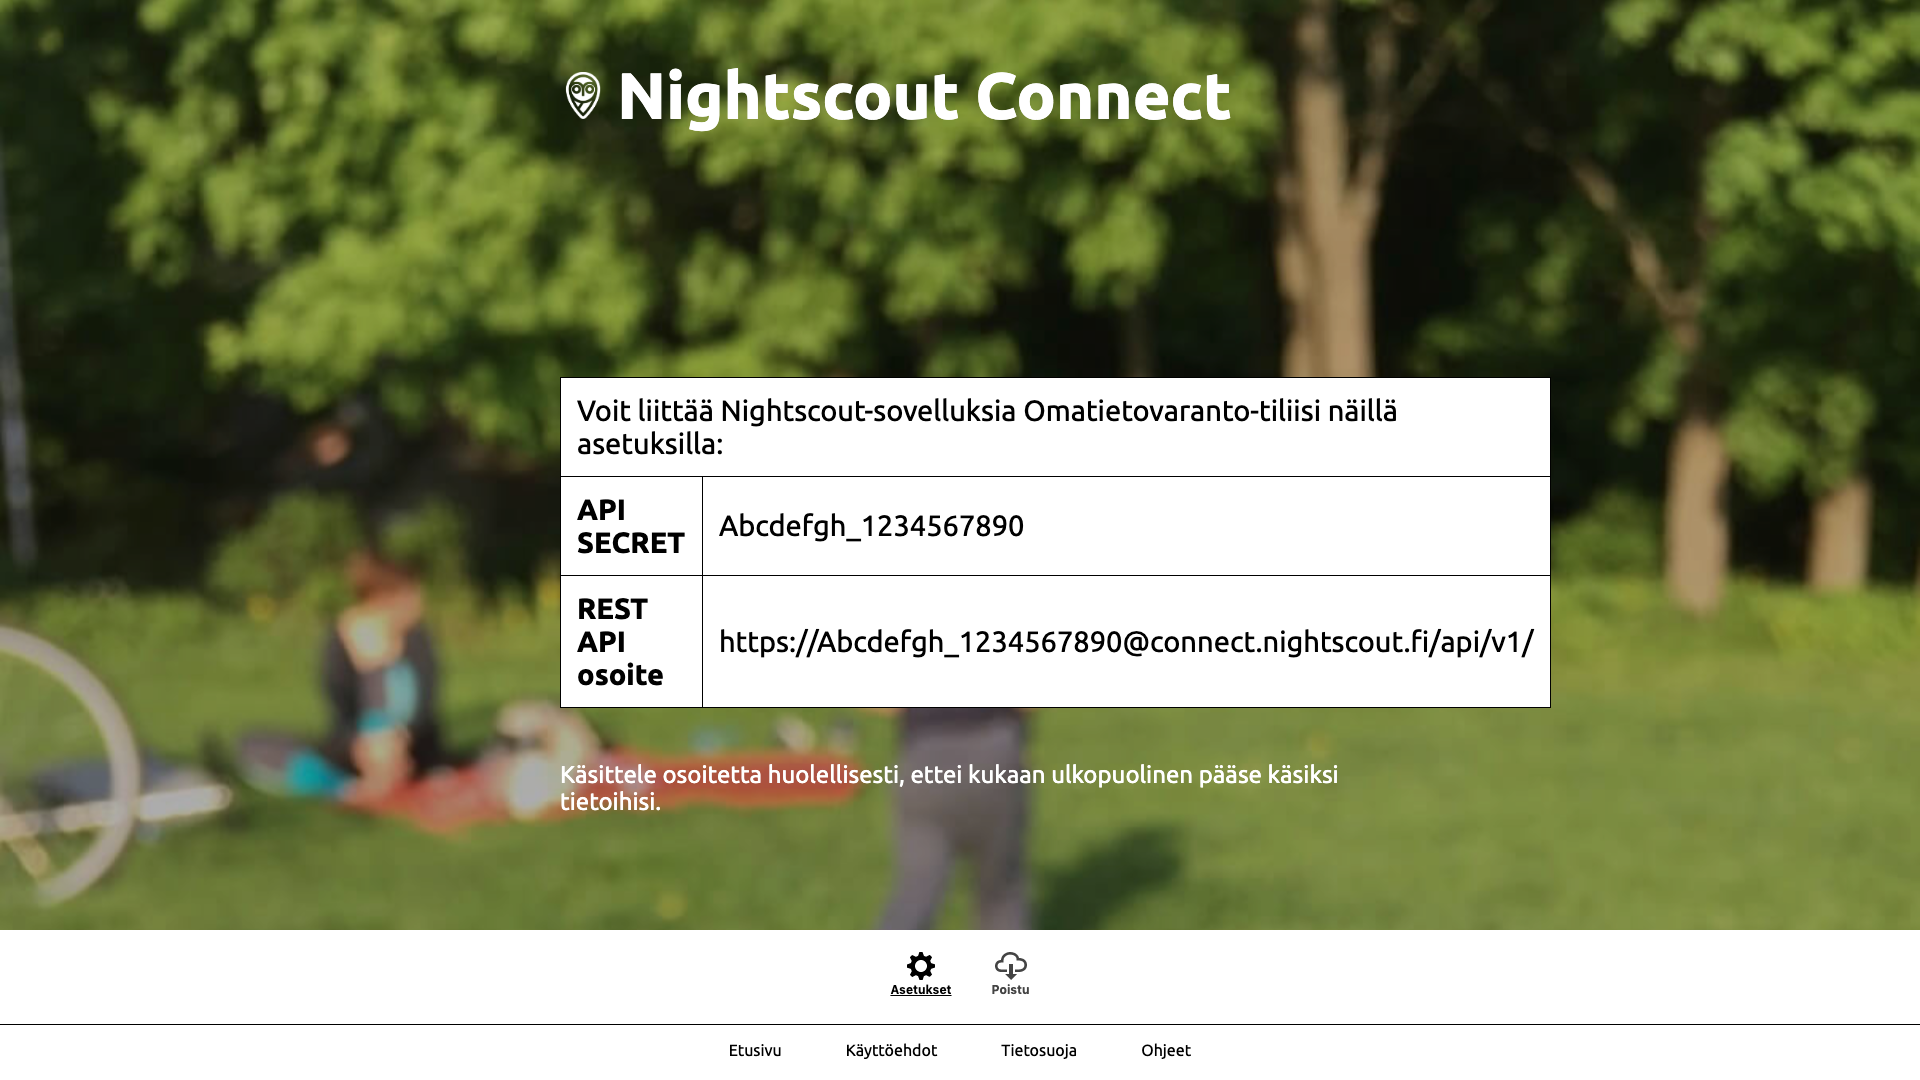 Nightscout Connect
Voit liittää Nightscout-sovelluksia Omatietovaranto-tiliisi näillä
asetuksilla:
API
SECRET
Abcdefgh_1234567890
REST
API
osoite
https://Abcdefgh_1234567890@connect.nightscout.fi/api/v1/
Käsittele osoitetta huolellisesti, ettei kukaan ulkopuolinen pääse käsiksi
tietoihisi.
Asetukset
Poistu
Etusivu
Käyttöehdot
Tietosuoja
Ohjeet